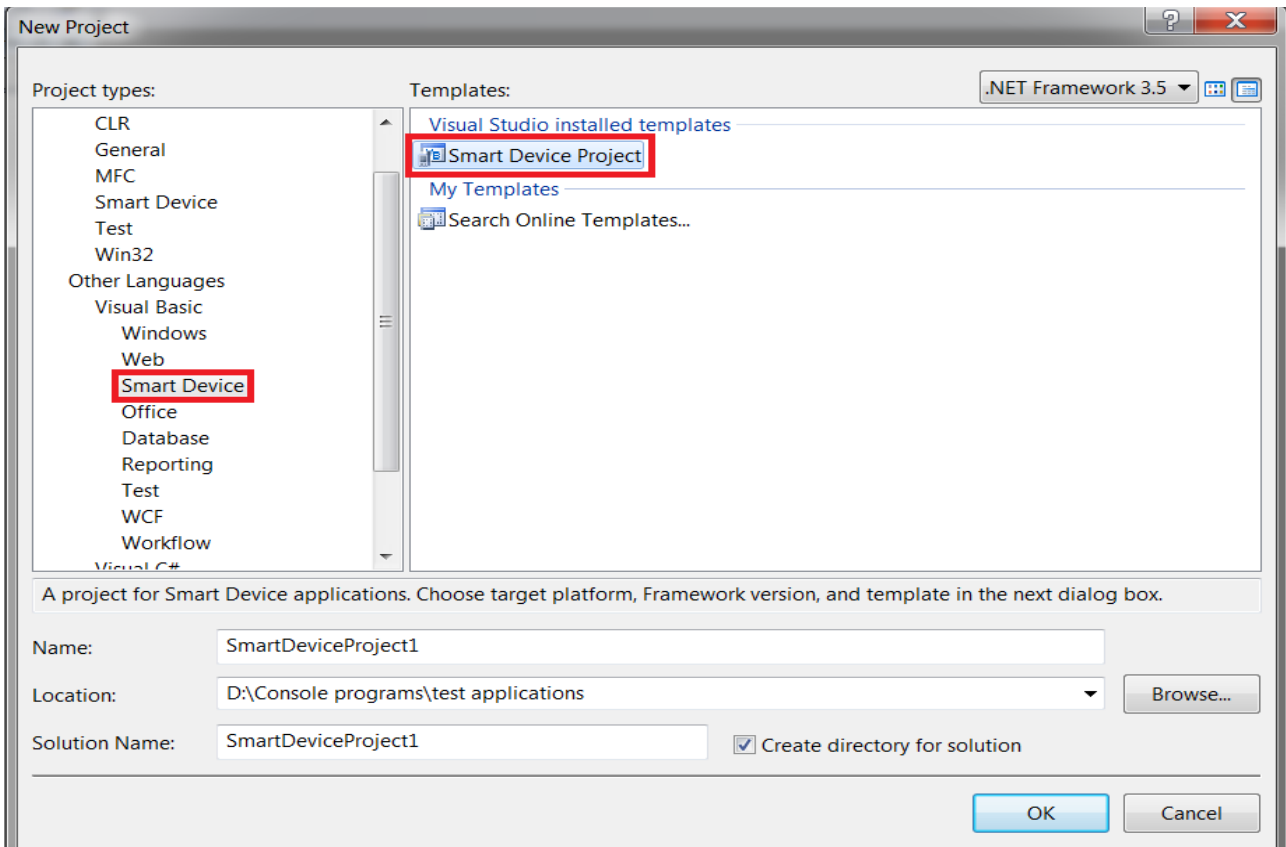 New Project
Project types:
Templates:
.NET Framework 3.5
CLR
General
MFC
Smart Device
Test
Win32
Other Languages
Visual Basic
Windows
Web
Smart Device
Office
Database
Reporting
Test
WCF
Workflow
Visual C#
Visual Studio installed templates
Smart Device Project
My Templates
Search Online Templates...
A project for Smart Device applications. Choose target platform, Framework version, and template in the next dialog box.
Name:
SmartDeviceProject1
Location:
D:\Console programs\test applications
Browse...
Solution Name:
SmartDeviceProject1
Create directory for solution
OK
Cancel